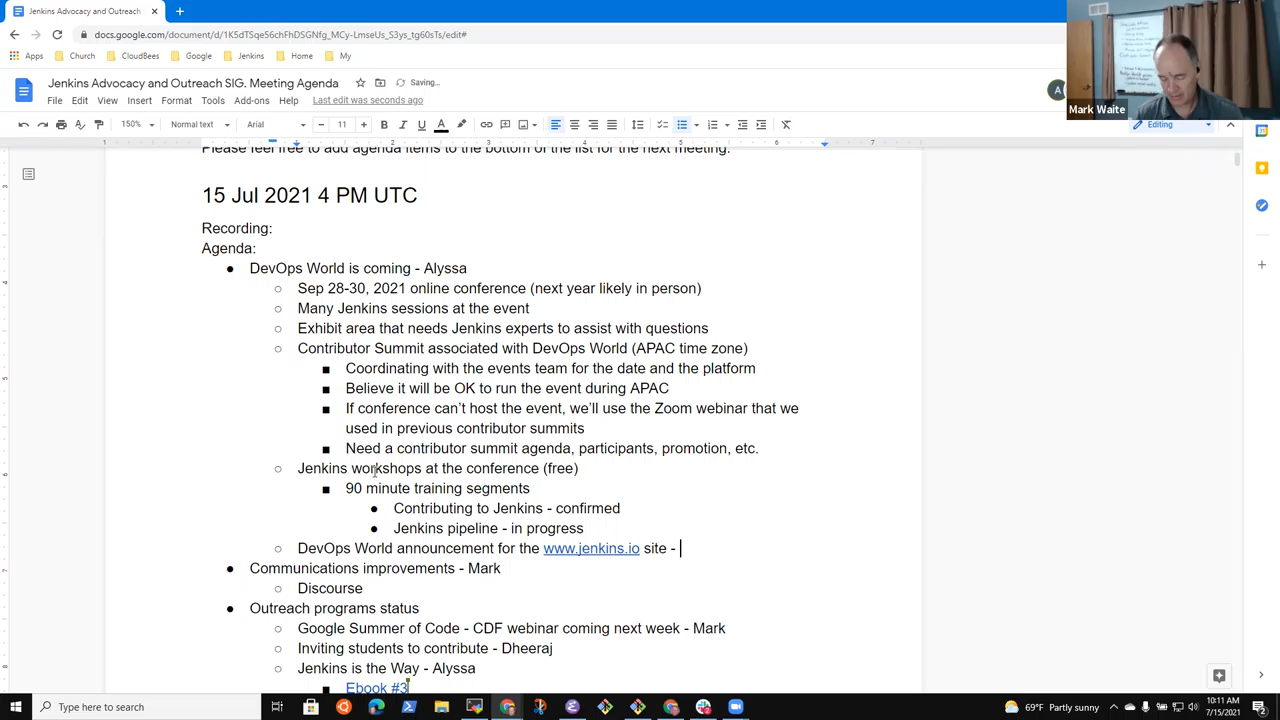 Jenkins Advocacy and Outreach
docs.google.com/document/d/
Apps Church CloudBees Google Jenkins Home My
Jenkins Advocacy and Outreach SIG. Meeting Agenda Saving...
File Edit View Insert Format Tools Add-ons Help Last edit was seconds ago
A
Mark Waite
150% Normal text Arial 11 Editing
Please feel free to add agenda items to the bottom of the list for the next meeting.
15 Jul 2021 4 PM UTC
Recording:
Agenda:
DevOps World is coming - Alyssa
Sep 28-30, 2021 online conference (next year likely in person)
Many Jenkins sessions at the event
Exhibit area that needs Jenkins experts to assist with questions
Contributor Summit associated with DevOps World (APAC time zone)
Coordinating with the events team for the date and the platform
Believe it will be OK to run the event during APAC
If conference can't host the event, we'll use the Zoom webinar that we
used in previous contributor summits
Need a contributor summit agenda, participants, promotion, etc.
Jenkins workshops at the conference (free)
90 minute training segments
Contributing to Jenkins - confirmed
Jenkins pipeline - in progress
DevOps World announcement for the www.jenkins.io site -
Communications improvements - Mark
Discourse
Outreach programs status
Google Summer of Code - CDF webinar coming next week - Mark
Inviting students to contribute - Dheeraj
Jenkins is the Way - Alyssa
Ebook #3
Type here to search
69°F Partly sunny
10:11 AM
7/15/2021